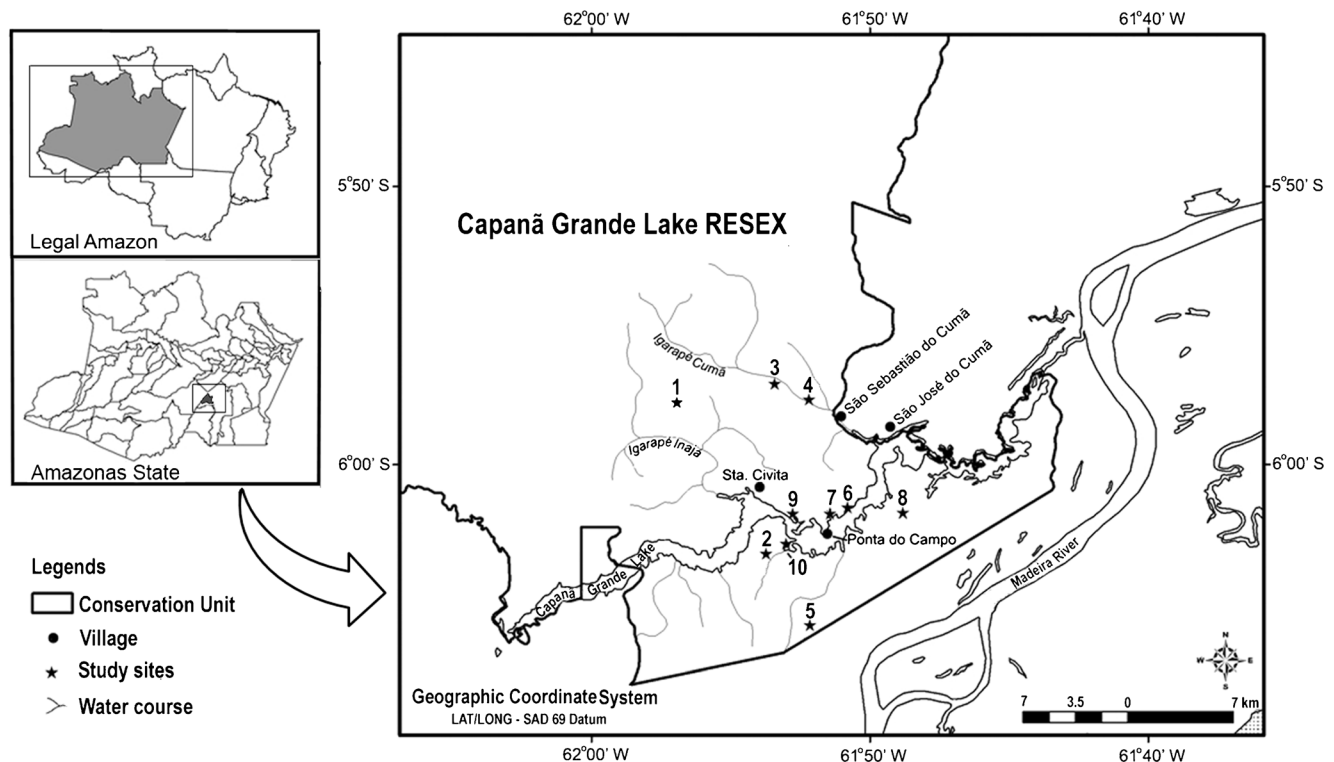 62°00' W
61°50' W
61°40' W
Legal Amazon
Amazonas State
Legends
Conservation Unit
Village
Study sites
Water course
5°50' S
5°50' S
Capanã Grande Lake RESEX
Igarapé Cumã
São Sebastião do Cumã
São José do Cumã
1
3
4
Igarapé Inajá
6°00' S
6°00' S
Sta. Civita
9
7
6
8
2
10
Ponta do Campo
Capanã Grande Lake
5
Madeira River
N
W
E
S
Geographic Coordinate System
LAT/LONG - SAD 69 Datum
7
3.5
0
7 km
62°00' W
61°50' W
61°40' W